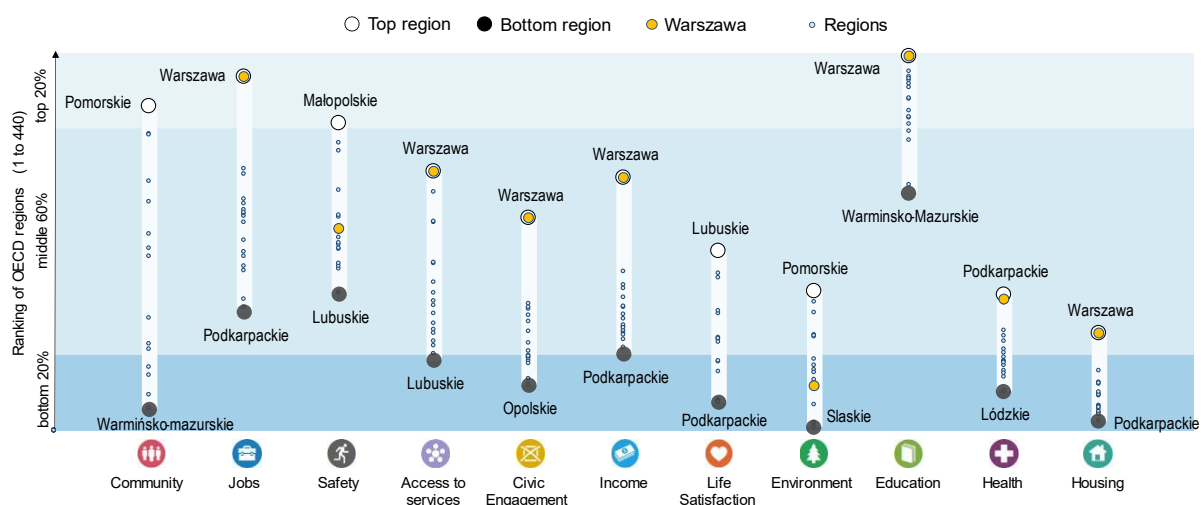 Top region
Bottom region
Warszawa
Regions
Ranking of OECD regions (1 to 440)
top 20%
middle 60%
bottom 20%
Pomorskie
Warmińsko-mazurskie
Warszawa
Podkarpackie
Małopolskie
Lubuskie
Warszawa
Lubuskie
Warszawa
Opolskie
Warszawa
Podkarpackie
Lubuskie
Podkarpackie
Pomorskie
Slaskie
Warszawa
Warminsko-Mazurskie
Podkarpackie
Lódzkie
Warszawa
Podkarpackie
Community
Jobs
Safety
Access to
services
Civic
Engagement
Income
Life
Satisfaction
Environment
Education
Health
Housing